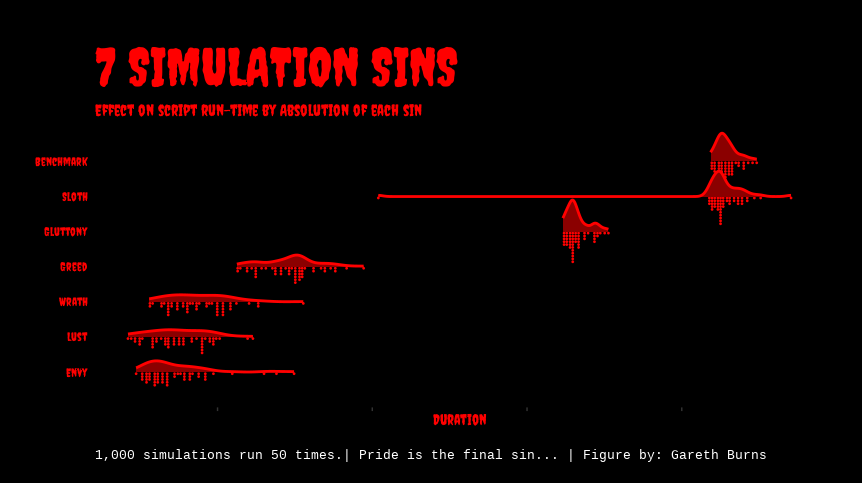 7 SIMULATION SINS
EFFECT ON SCRIPT RUN-TIME BY ABSOLUTION OF EACH SIN
BENCHMARK
SLOTH
GLUTTONY
GREED
WRATH
LUST
ENVY
DURATION
1,000 simulations run 50 times.| Pride is the final sin... | Figure by: Gareth Burns